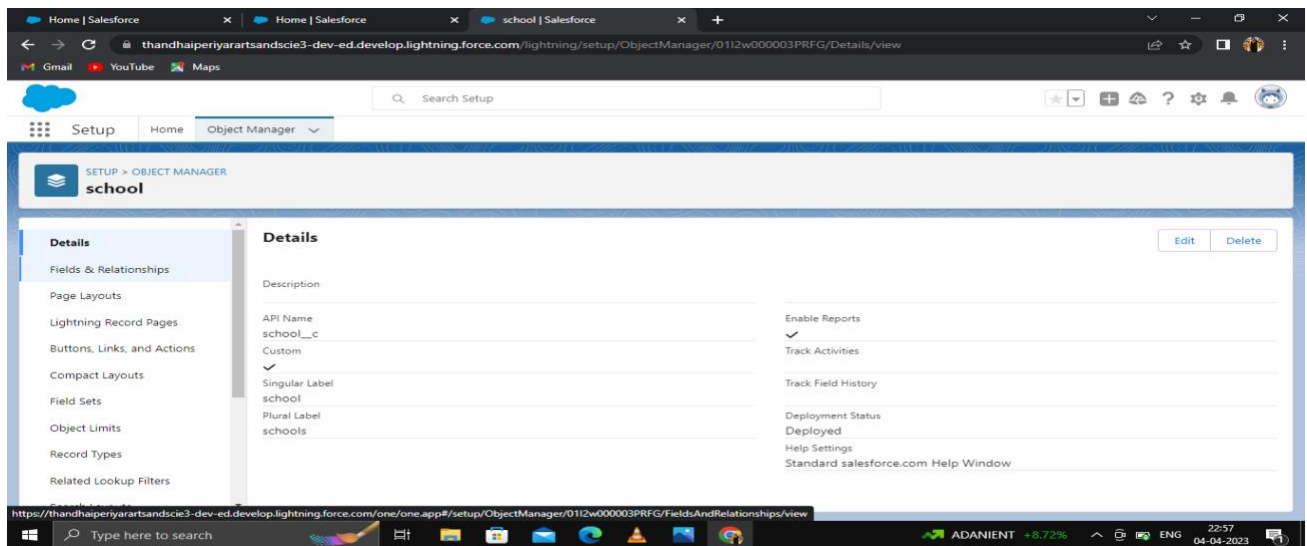 Home | Salesforce
Home | Salesforce
school | Salesforce
thandhaiperiyarartsandscie3-dev-ed.develop.lightning.force.com/lightning/setup/ObjectManager/01I2w000003PRFG/Details/view
Gmail YouTube Maps
Search Setup
Setup Home Object Manager
SETUP > OBJECT MANAGER
school
Details
Fields & Relationships
Page Layouts
Lightning Record Pages
Buttons, Links, and Actions
Compact Layouts
Field Sets
Object Limits
Record Types
Related Lookup Filters
Details
Edit Delete
Description
API Name
school__c
Custom
Singular Label
school
Plural Label
schools
Enable Reports
Track Activities
Track Field History
Deployment Status
Deployed
Help Settings
Standard salesforce.com Help Window
https://thandhaiperiyarartsandscie3-dev-ed.develop.lightning.force.com/one/one.app#/setup/ObjectManager/01I2w000003PRFG/FieldsAndRelationships/view
Type here to search
ADANIENT +8.72%
ENG
22:57
04-04-2023